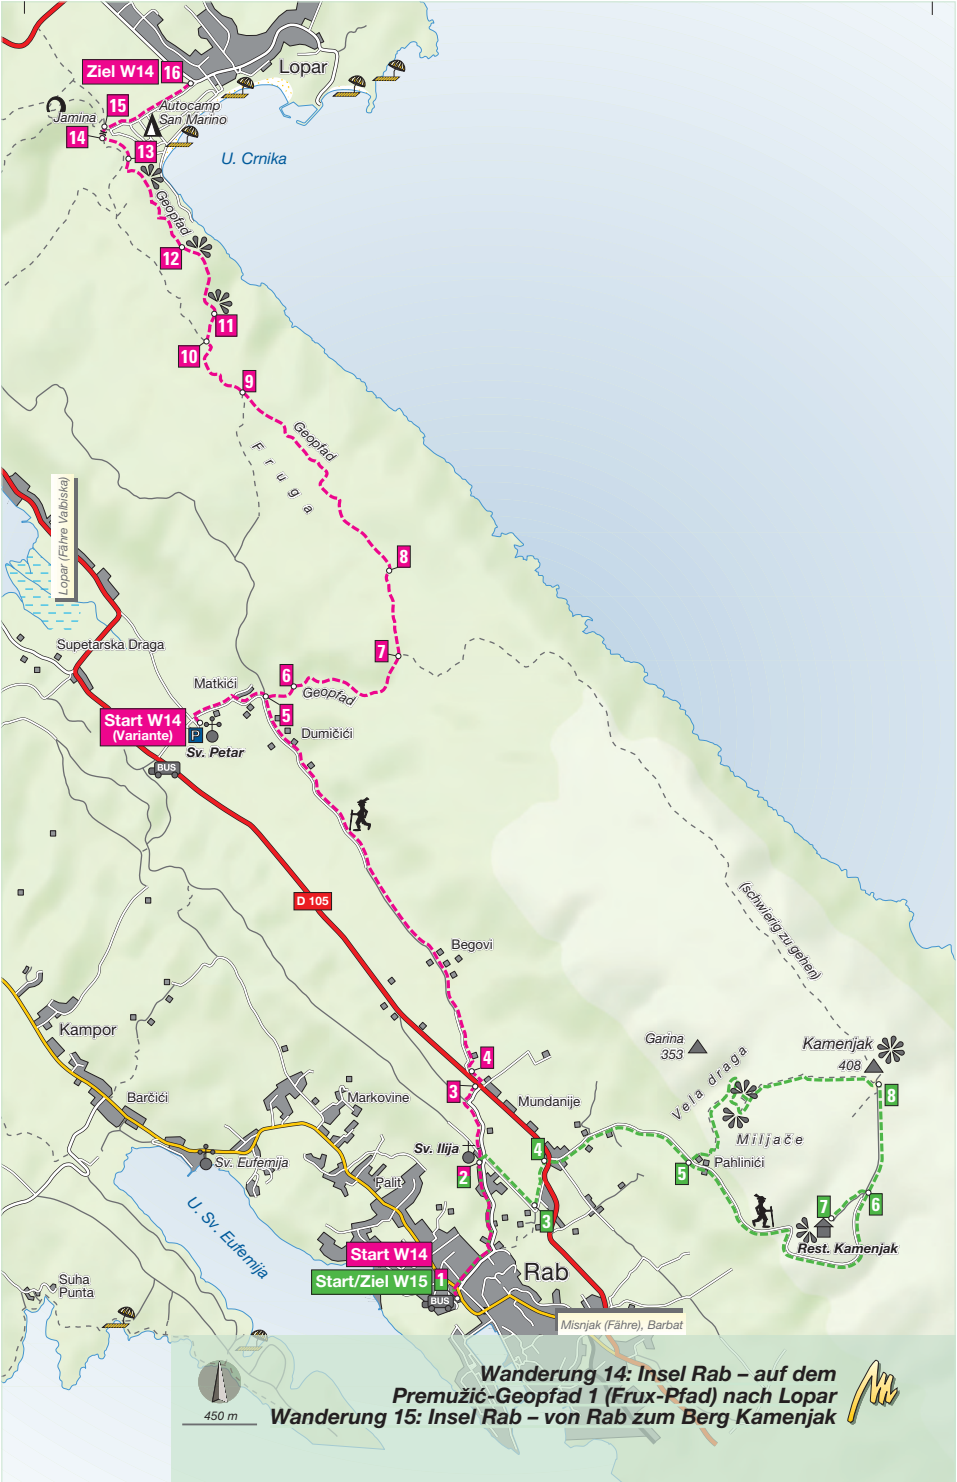 Lopar
Ziel W14
16
15
Autocamp
San Marino
Jamina
14
13
U. Crnika
Geopfad
12
11
10
9
Geopfad
Fruga
Lopar (Fähre Valbiska)
8
Supetarska Draga
7
6
Matkići
Geopfad
5
Start W14
(Variante)
P
Dumičići
Sv. Petar
BUS
D 105
(schwierig zu gehen)
Begovi
Kampor
Garina
353
Kamenjak
408
4
Vela draga
3
8
Barčići
Markovine
Mundanije
Miljače
Sv. Ilija
4
Pahlinići
Sv. Eufemija
2
5
Palit
6
7
U. Sv. Eufemija
3
Rest. Kamenjak
Start W14
Rab
Suha
Punta
Start/Ziel W15
1
BUS
Misnjak (Fähre), Barbat
Wanderung 14: Insel Rab – auf dem
Premužić-Geopfad 1 (Frux-Pfad) nach Lopar
450 m
Wanderung 15: Insel Rab – von Rab zum Berg Kamenjak